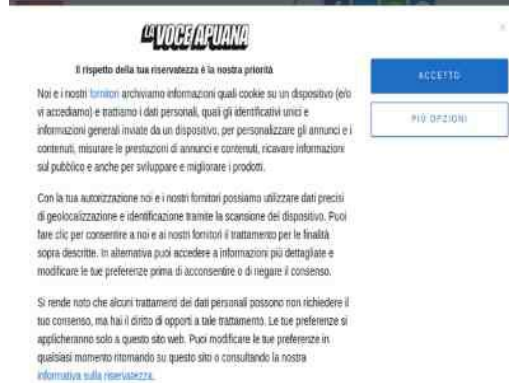 LA VOCE APUANA
Il rispetto della tua riservatezza è la nostra priorità
Noi e i nostri fornitori archiviamo informazioni quali cookie su un dispositivo (e/o
vi accediamo) e trattiamo i dati personali, quali gli identificativi unici e
informazioni generali inviate da un dispositivo, per personalizzare gli annunci e i
contenuti, misurare le prestazioni di annunci e contenuti, ricavare informazioni
sul pubblico e anche per sviluppare e migliorare i prodotti.
Con la tua autorizzazione noi e i nostri fornitori possiamo utilizzare dati precisi
di geolocalizzazione e identificazione tramite la scansione del dispositivo. Puoi
fare clic per consentire a noi e ai nostri fornitori il trattamento per le finalità
sopra descritte. In alternativa puoi accedere a informazioni più dettagliate e
modificare le tue preferenze prima di acconsentire o di negare il consenso.
Si rende noto che alcuni trattamenti dei dati personali possono non richiedere il
tuo consenso, ma hai il diritto di opporti a tale trattamento. Le tue preferenze si
applicheranno solo a questo sito web. Puoi modificare le tue preferenze in
qualsiasi momento ritornando su questo sito o consultando la nostra
informativa sulla riservatezza.
ACCETTO
PIÙ OPZIONI